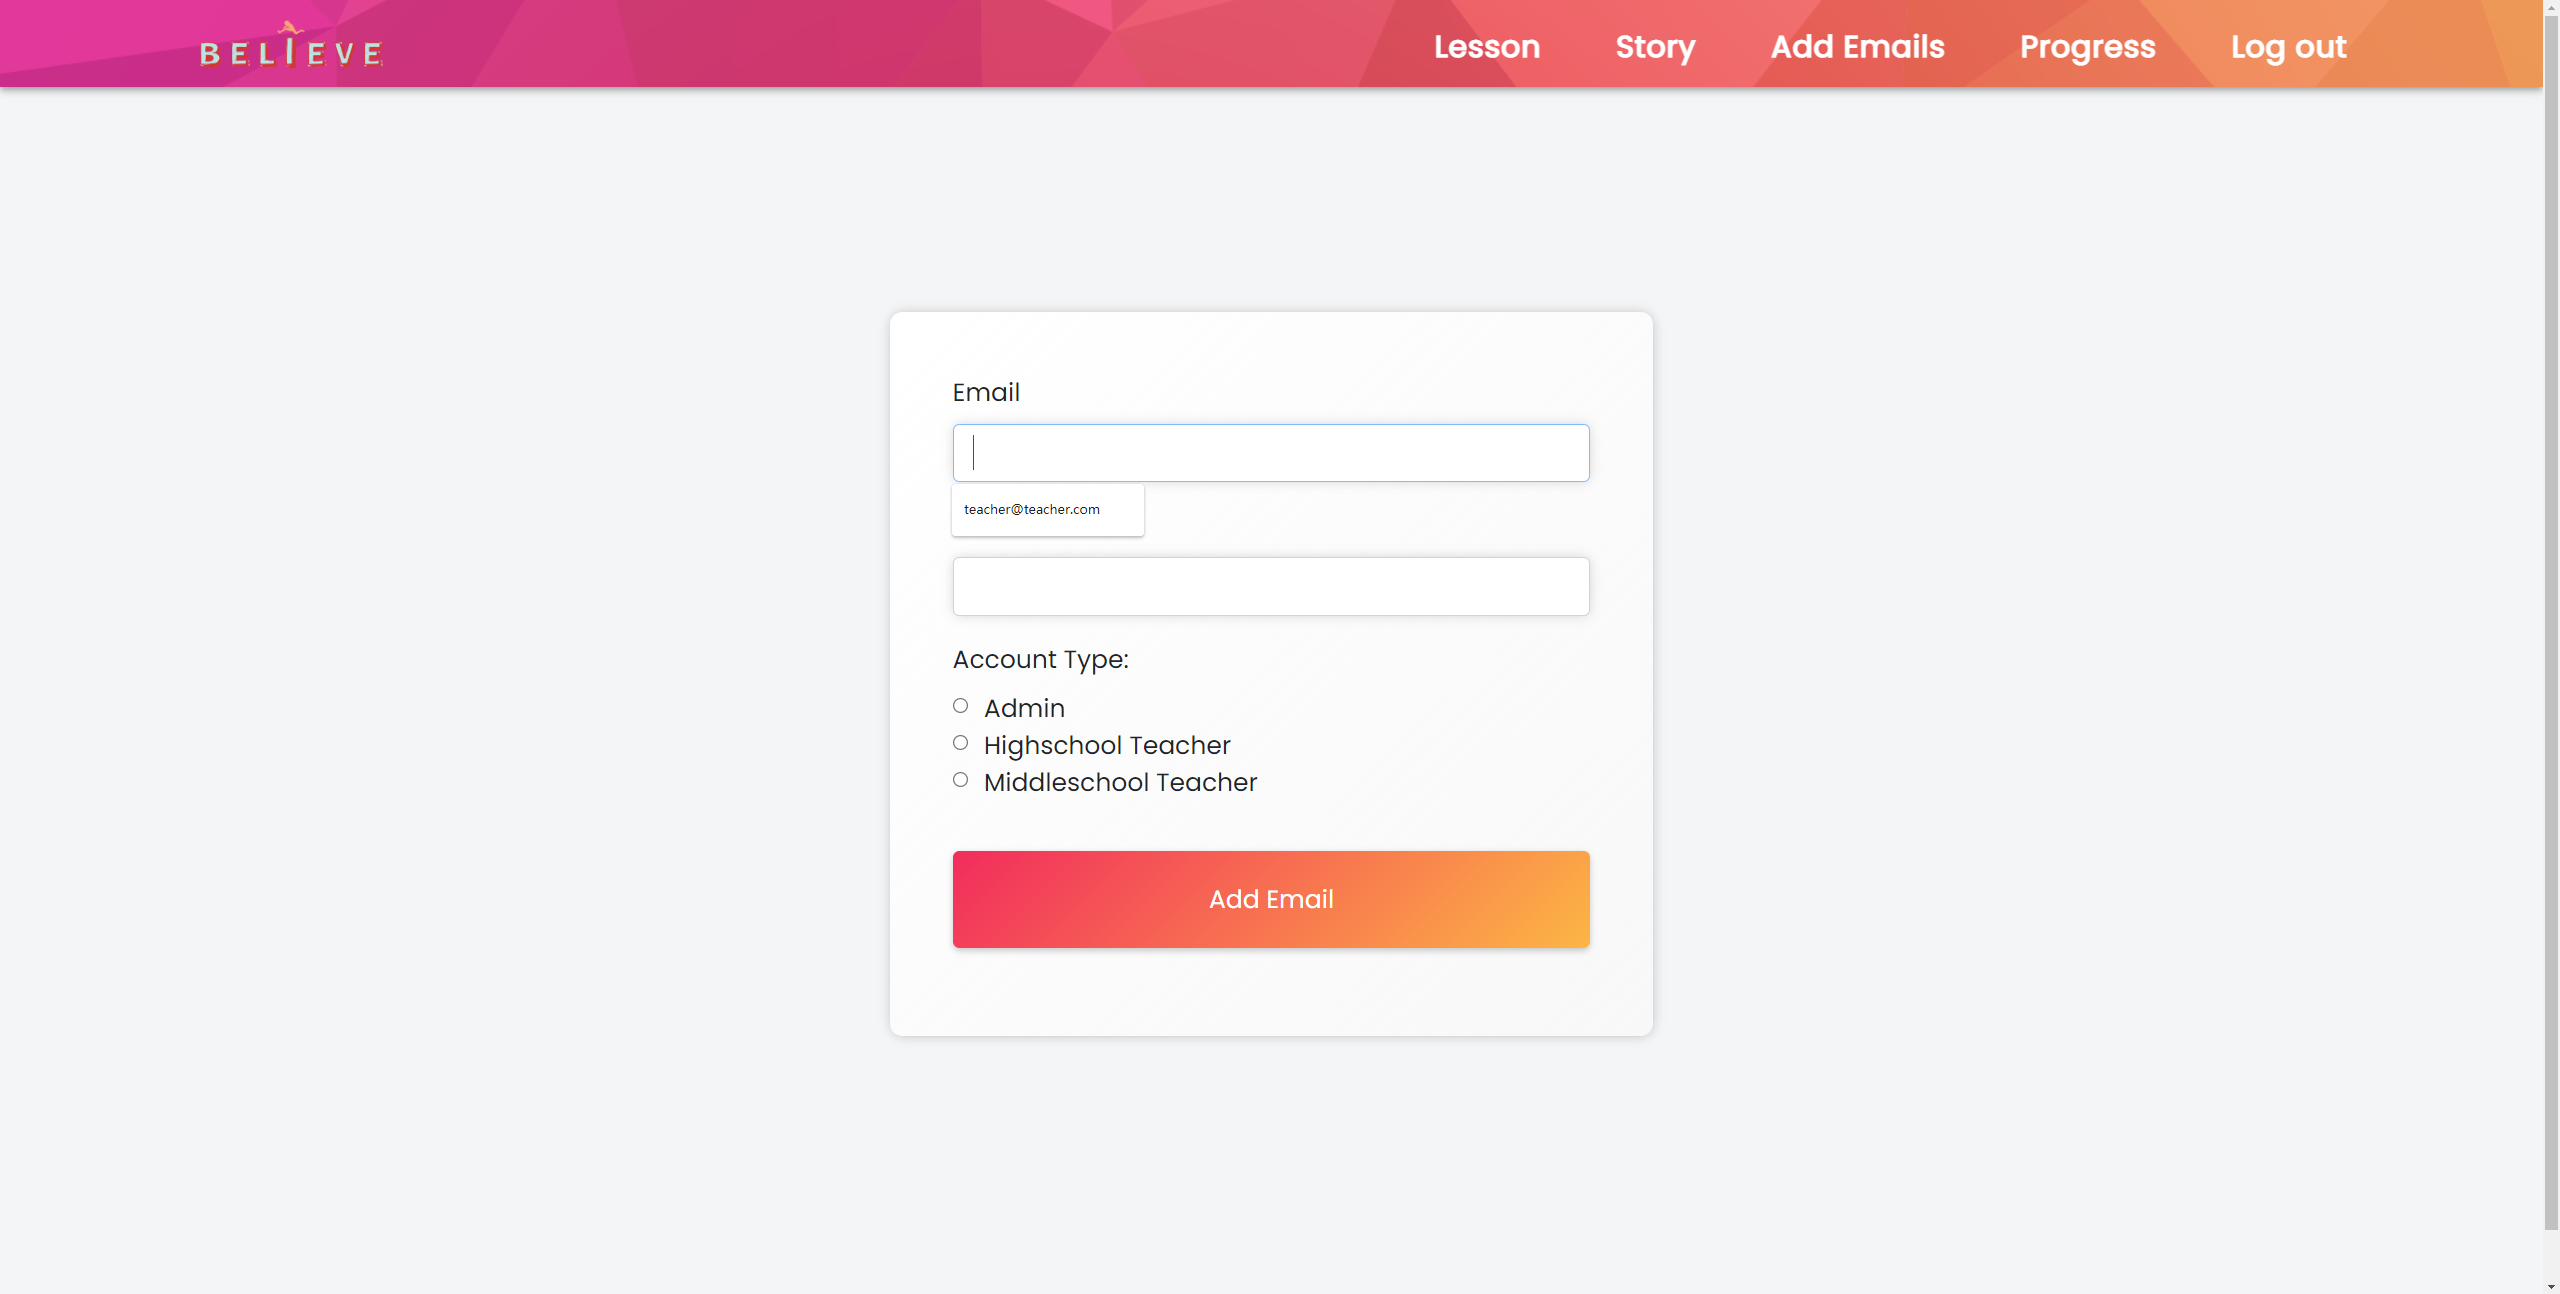 BELIEVE
Lesson Story Add Emails Progress Log out
Email
teacher@teacher.com
Account Type:
Admin
Highschool Teacher
Middleschool Teacher
Add Email